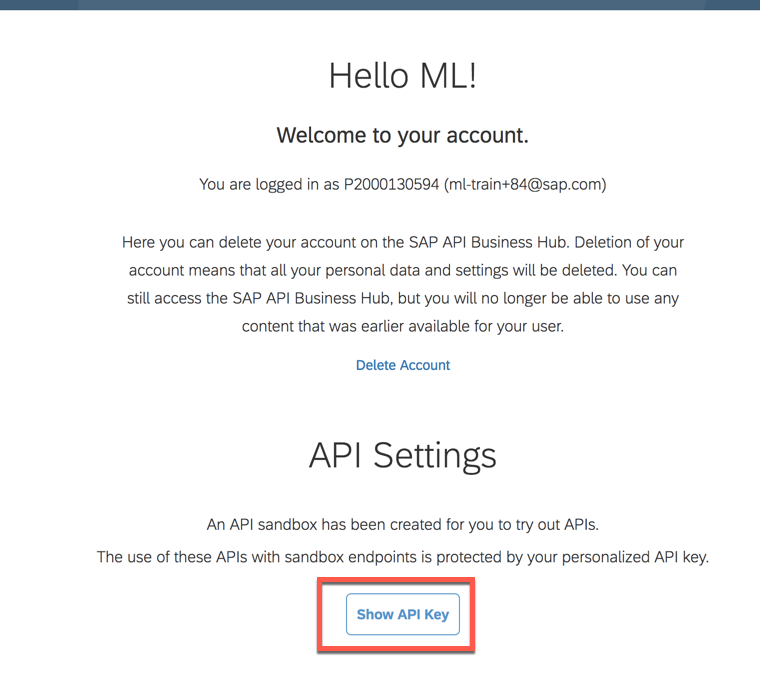 Hello ML!
Welcome to your account.
You are logged in as P2000130594 (ml-train+84@sap.com)
Here you can delete your account on the SAP API Business Hub. Deletion of your
account means that all your personal data and settings will be deleted. You can
still access the SAP API Business Hub, but you will no longer be able to use any
content that was earlier available for your user.
Delete Account
API Settings
An API sandbox has been created for you to try out APIs.
The use of these APIs with sandbox endpoints is protected by your personalized API key.
Show API Key